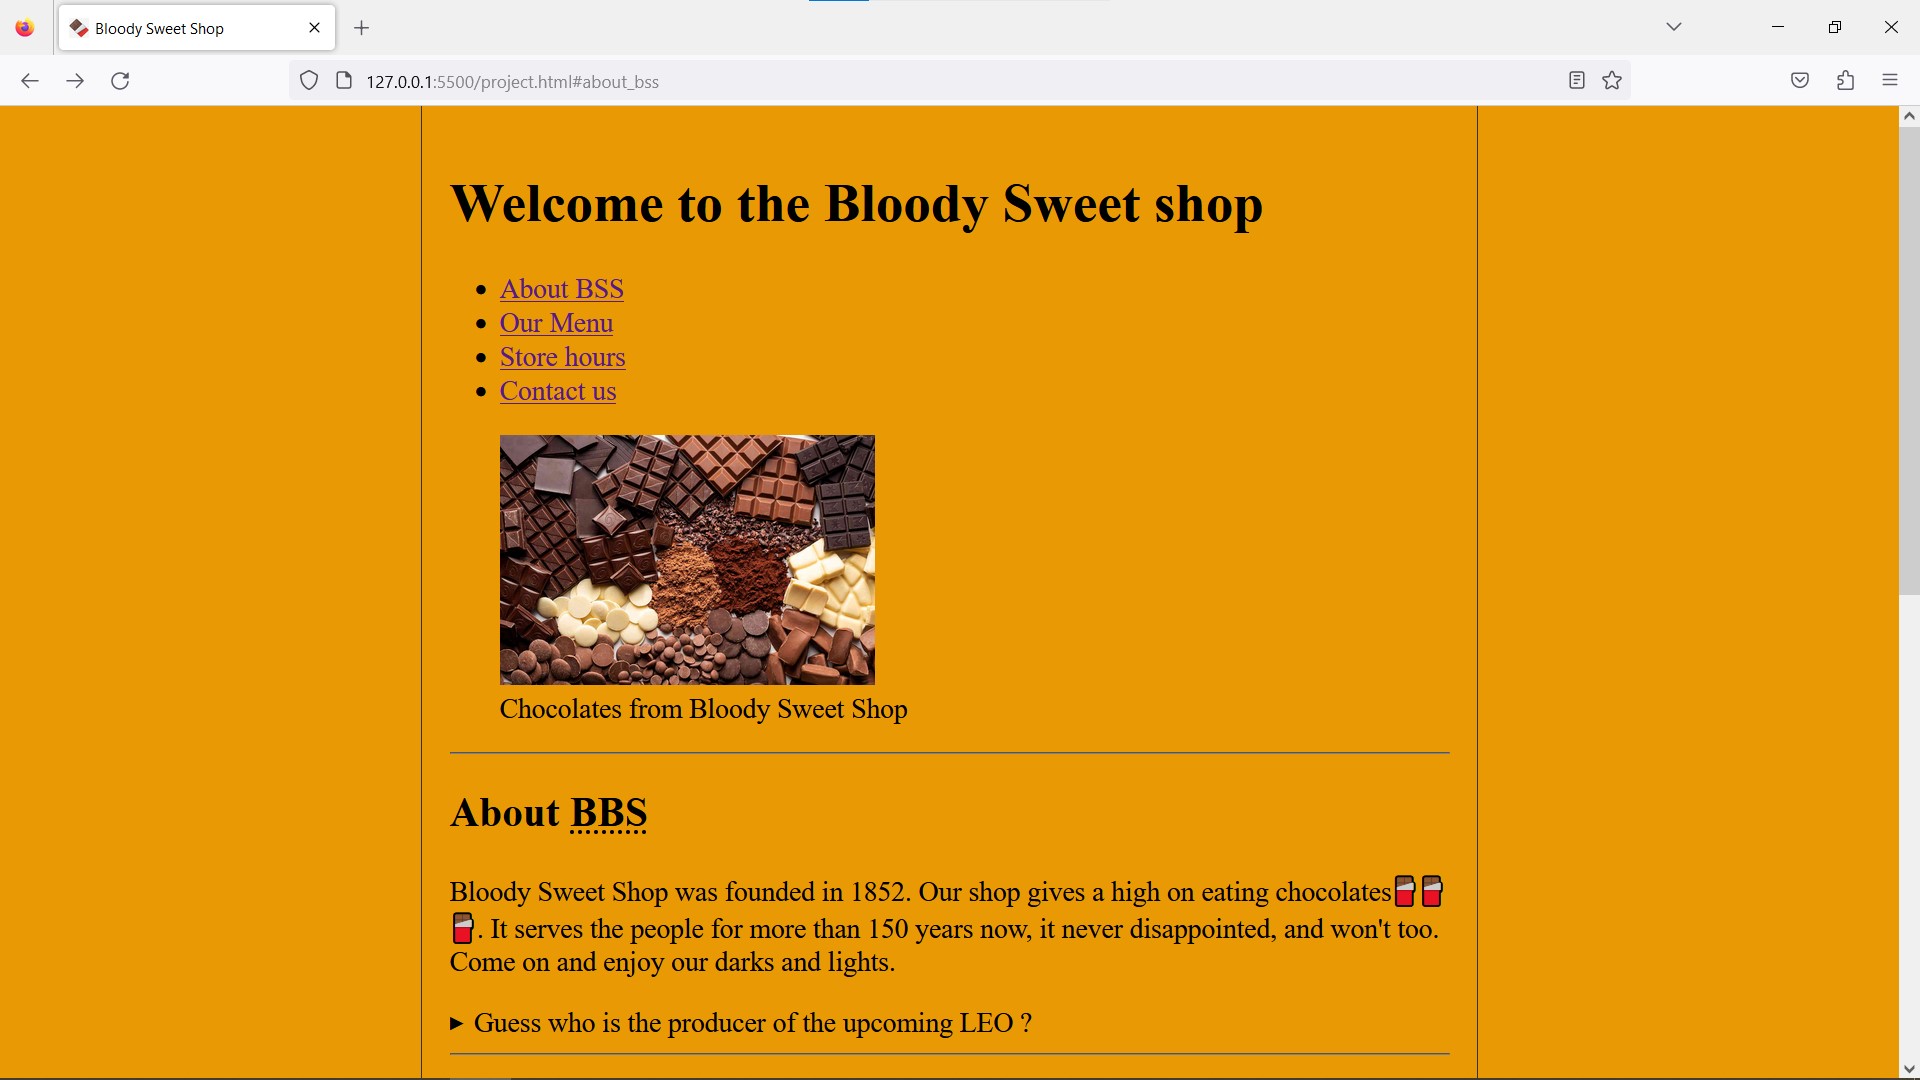 Bloody Sweet Shop
127.0.0.1:5500/project.html#about_bss
Welcome to the Bloody Sweet shop
About BSS
Our Menu
Store hours
Contact us
Chocolates from Bloody Sweet Shop
About BBS
Bloody Sweet Shop was founded in 1852. Our shop gives a high on eating chocolates🍫🍫
🍫. It serves the people for more than 150 years now, it never disappointed, and won't too.
Come on and enjoy our darks and lights.
Guess who is the producer of the upcoming LEO ?